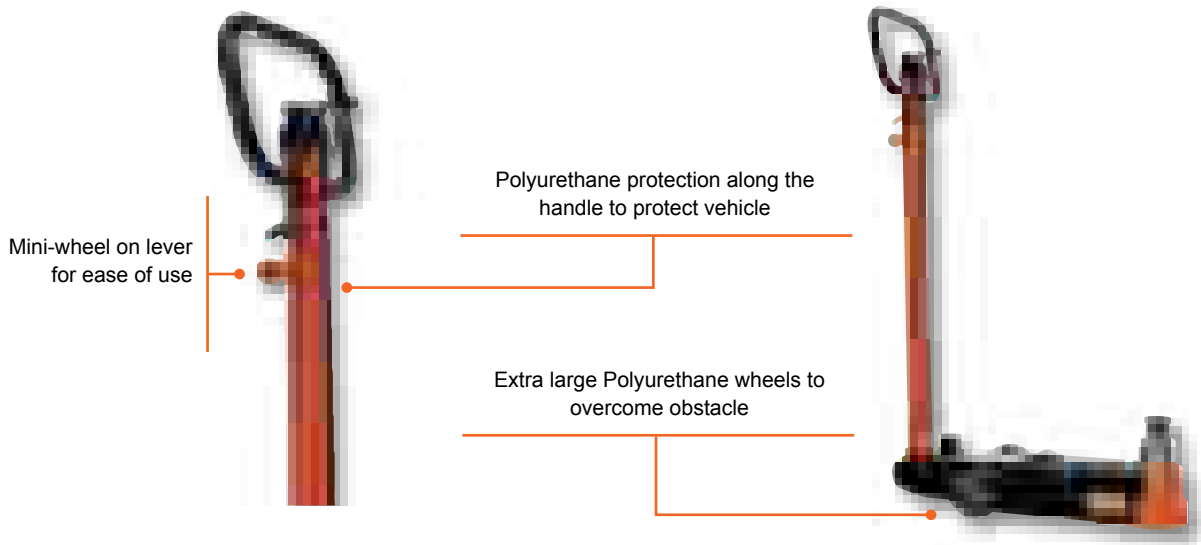 Mini-wheel on lever
for ease of use
Polyurethane protection along the
handle to protect vehicle
Extra large Polyurethane wheels to
overcome obstacle